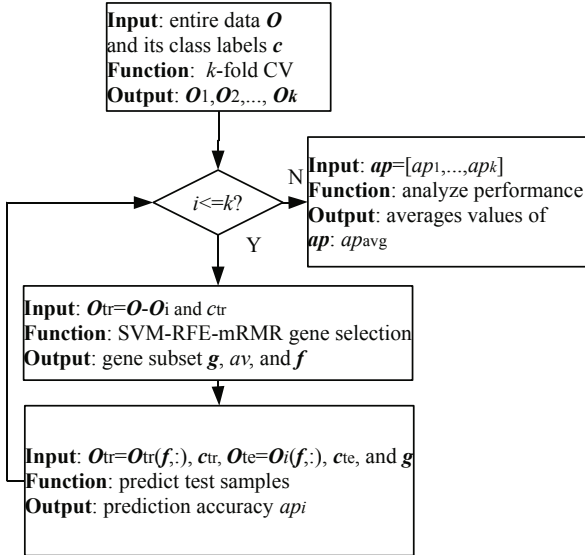 Input: entire data O
and its class labels c
Function: k-fold CV
Output: O1,O2,..., Ok
i<=k?
N
Y
Input: ap=[ap1,...,apk]
Function: analyze performance
Output: averages values of
ap: apavg
Input: Otr=O-Oi and ctr
Function: SVM-RFE-mRMR gene selection
Output: gene subset g, av, and f
Input: Otr=Otr(f,:), ctr, Ote=Oi(f,:), cte, and g
Function: predict test samples
Output: prediction accuracy api